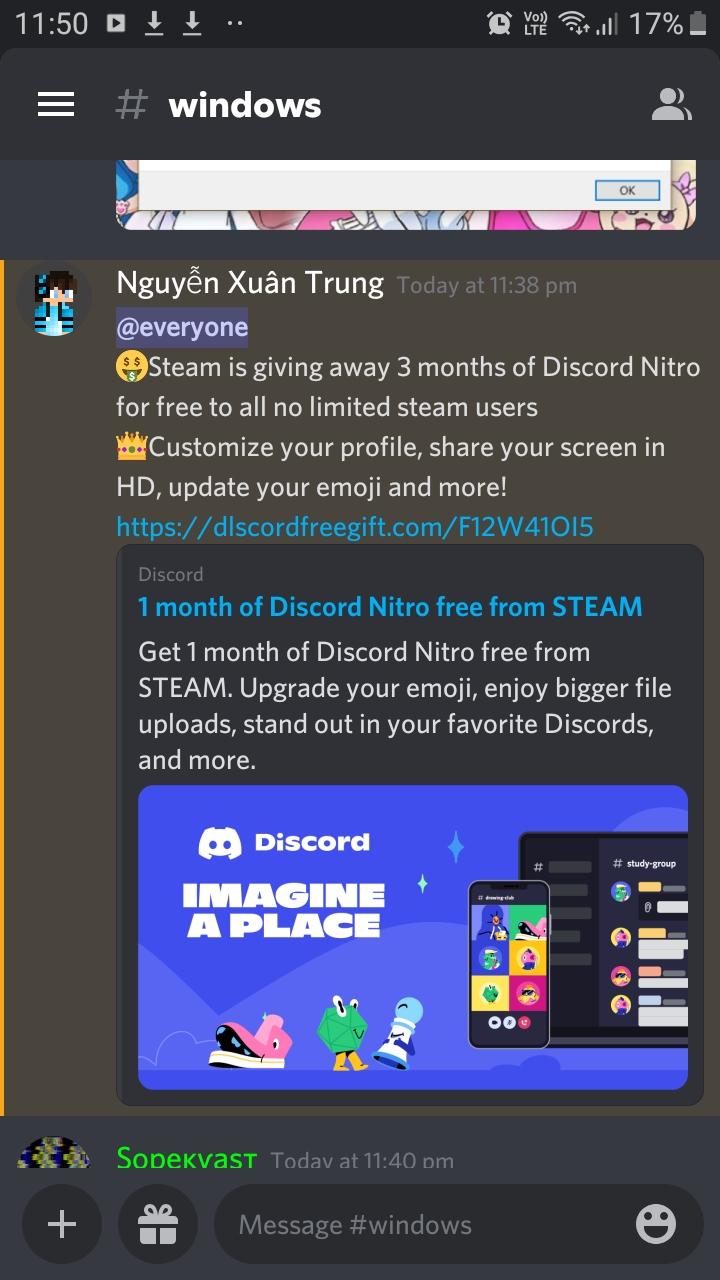 11:50 Vo)) LTE 17%
# windows
OK
Nguyễn Xuân Trung Today at 11:38 pm
@everyone
🤑Steam is giving away 3 months of Discord Nitro
for free to all no limited steam users
👑Customize your profile, share your screen in
HD, update your emoji and more!
https://dlscordfreegift.com/F12W41OI5
Discord
1 month of Discord Nitro free from STEAM
Get 1 month of Discord Nitro free from
STEAM. Upgrade your emoji, enjoy bigger file
uploads, stand out in your favorite Discords,
and more.
Discord
IMAGINE
A PLACE
# study-group
# drawing-club
Sopekvast Today at 11:40 pm
Message #windows